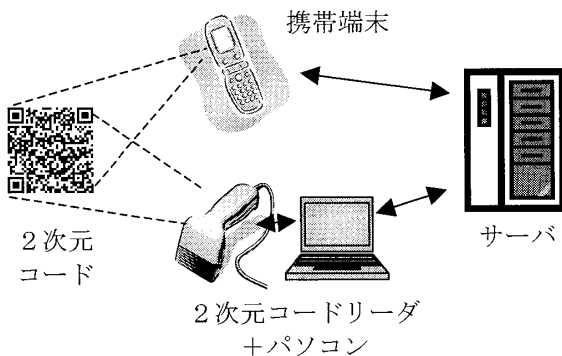 携帯端末
２次元
コード
サーバ
２次元コードリーダ
＋パソコン